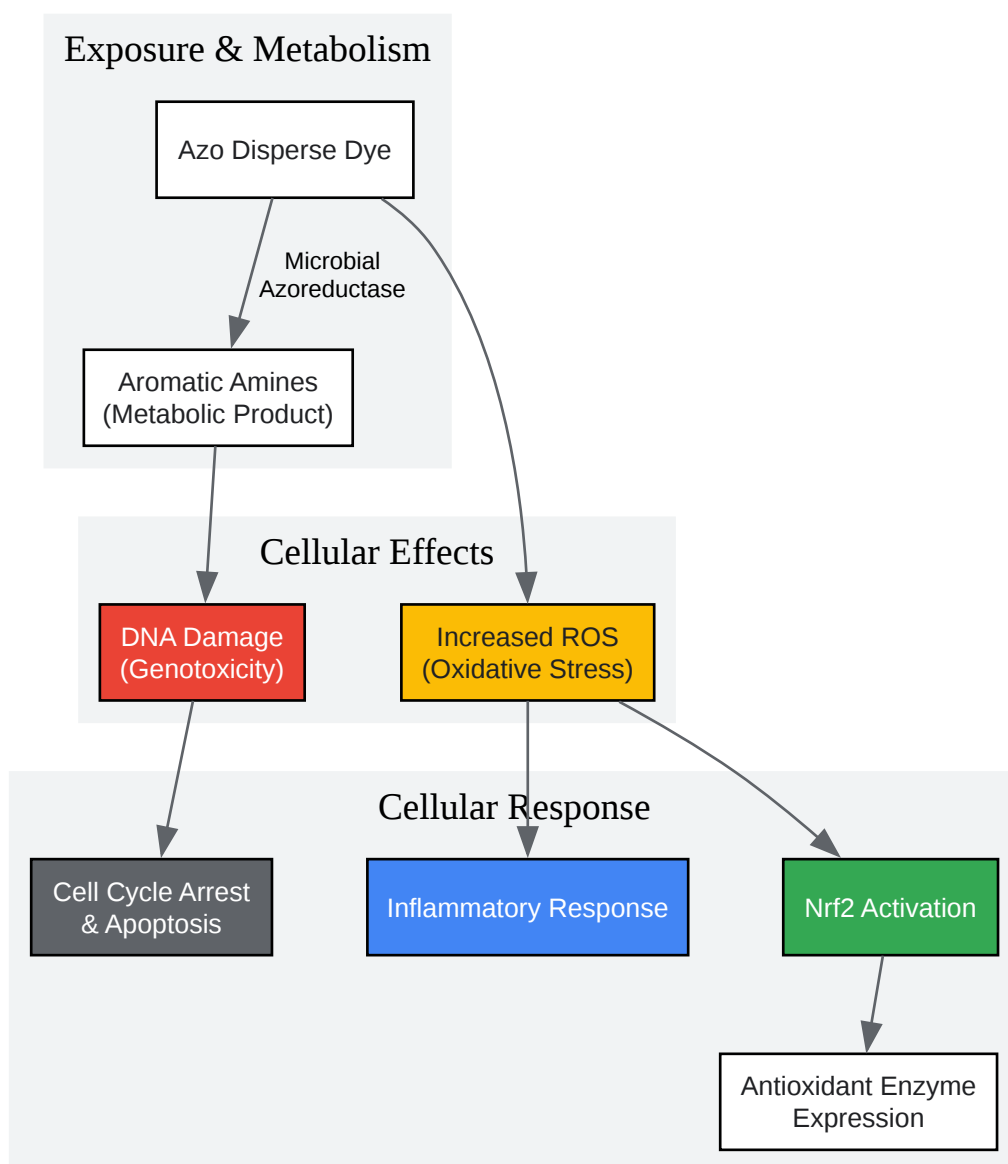 Exposure & Metabolism
Azo Disperse Dye
Microbial
Azoreductase
Aromatic Amines
(Metabolic Product)
Cellular Effects
DNA Damage
(Genotoxicity)
Increased ROS
(Oxidative Stress)
Cellular Response
Cell Cycle Arrest
& Apoptosis
Inflammatory Response
Nrf2 Activation
Antioxidant Enzyme
Expression